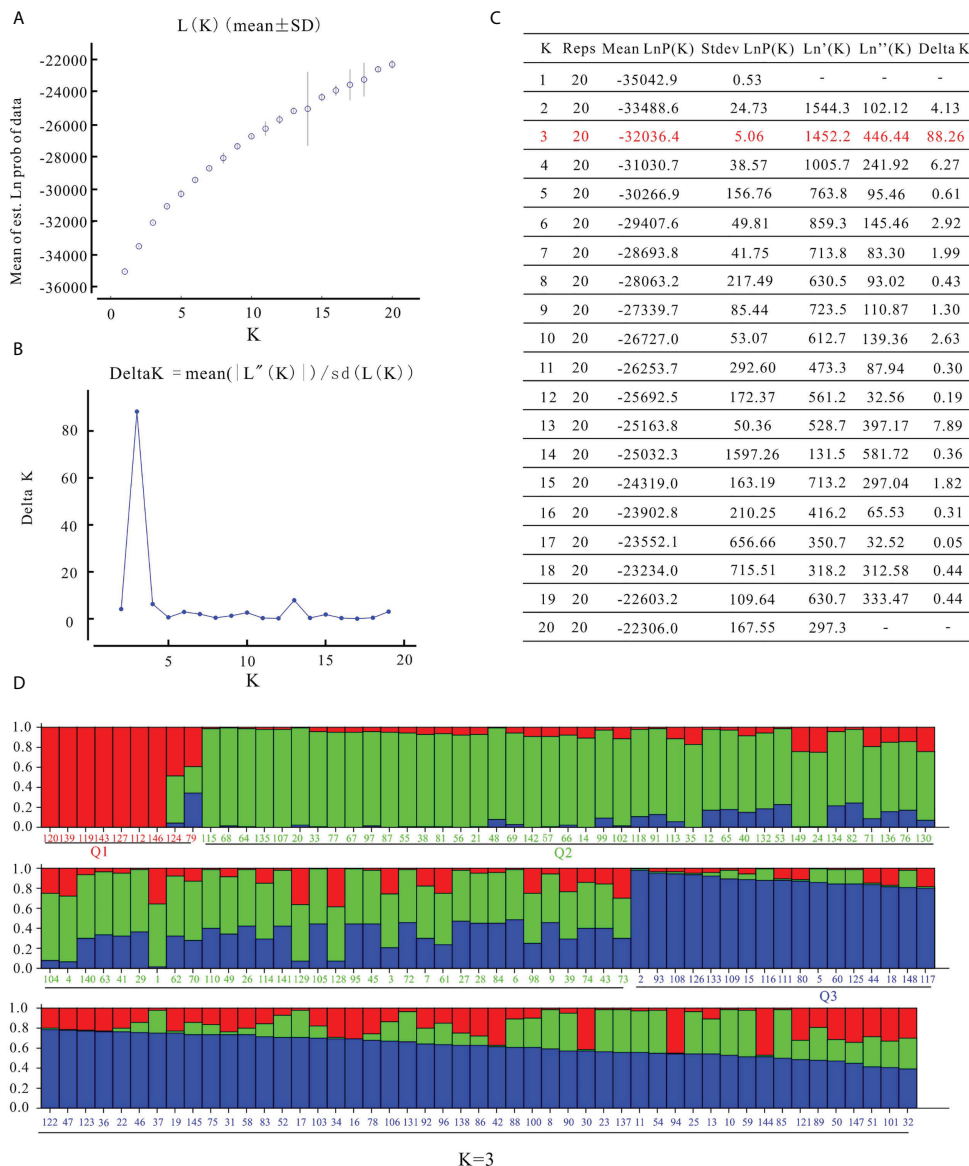 A
L(K) (mean±SD)
Mean of est. Ln prob of data
-22000
-24000
-26000
-28000
-30000
-32000
-34000
-36000
0 5 10 15 20
K
B
DeltaK =mean(|L″(K)|)/sd(L(K))
Delta K
80
60
40
20
0
5 10 15 20
K
C
K Reps Mean LnP(K) Stdev LnP(K) Ln’(K) Ln’’(K) Delta K
1 20 -35042.9 0.53 - - -
2 20 -33488.6 24.73 1544.3 102.12 4.13
3 20 -32036.4 5.06 1452.2 446.44 88.26
4 20 -31030.7 38.57 1005.7 241.92 6.27
5 20 -30266.9 156.76 763.8 95.46 0.61
6 20 -29407.6 49.81 859.3 145.46 2.92
7 20 -28693.8 41.75 713.8 83.30 1.99
8 20 -28063.2 217.49 630.5 93.02 0.43
9 20 -27339.7 85.44 723.5 110.87 1.30
10 20 -26727.0 53.07 612.7 139.36 2.63
11 20 -26253.7 292.60 473.3 87.94 0.30
12 20 -25692.5 172.37 561.2 32.56 0.19
13 20 -25163.8 50.36 528.7 397.17 7.89
14 20 -25032.3 1597.26 131.5 581.72 0.36
15 20 -24319.0 163.19 713.2 297.04 1.82
16 20 -23902.8 210.25 416.2 65.53 0.31
17 20 -23552.1 656.66 350.7 32.52 0.05
18 20 -23234.0 715.51 318.2 312.58 0.44
19 20 -22603.2 109.64 630.7 333.47 0.44
20 20 -22306.0 167.55 297.3 - -
D
1.0
0.8
0.6
0.4
0.2
0.0
120 139 119 143 127 112 146 124 79 115 68 64 135 107 20 33 77 67 97 87 55 38 56 21 48 69 142 57 66 14 99 102 118 91 113 35 12 65 40 132 53 149 24 134 82 71 136 76 130
Q1 Q2
1.0
0.8
0.6
0.4
0.2
0.0
104 4 140 63 41 29 1 62 70 110 49 26 114 141 129 105 128 95 45 3 72 7 61 27 28 84 6 98 9 39 74 43 73 2 93 108 126 133 109 15 116 111 80 5 60 125 44 18 148 117
Q3
1.0
0.8
0.6
0.4
0.2
0.0
122 47 123 36 22 46 37 19 145 75 31 58 83 52 17 103 34 16 78 106 131 92 96 138 86 42 88 100 8 90 30 23 137 11 54 94 25 13 10 59 144 85 121 89 50 147 51 101 32
K=3